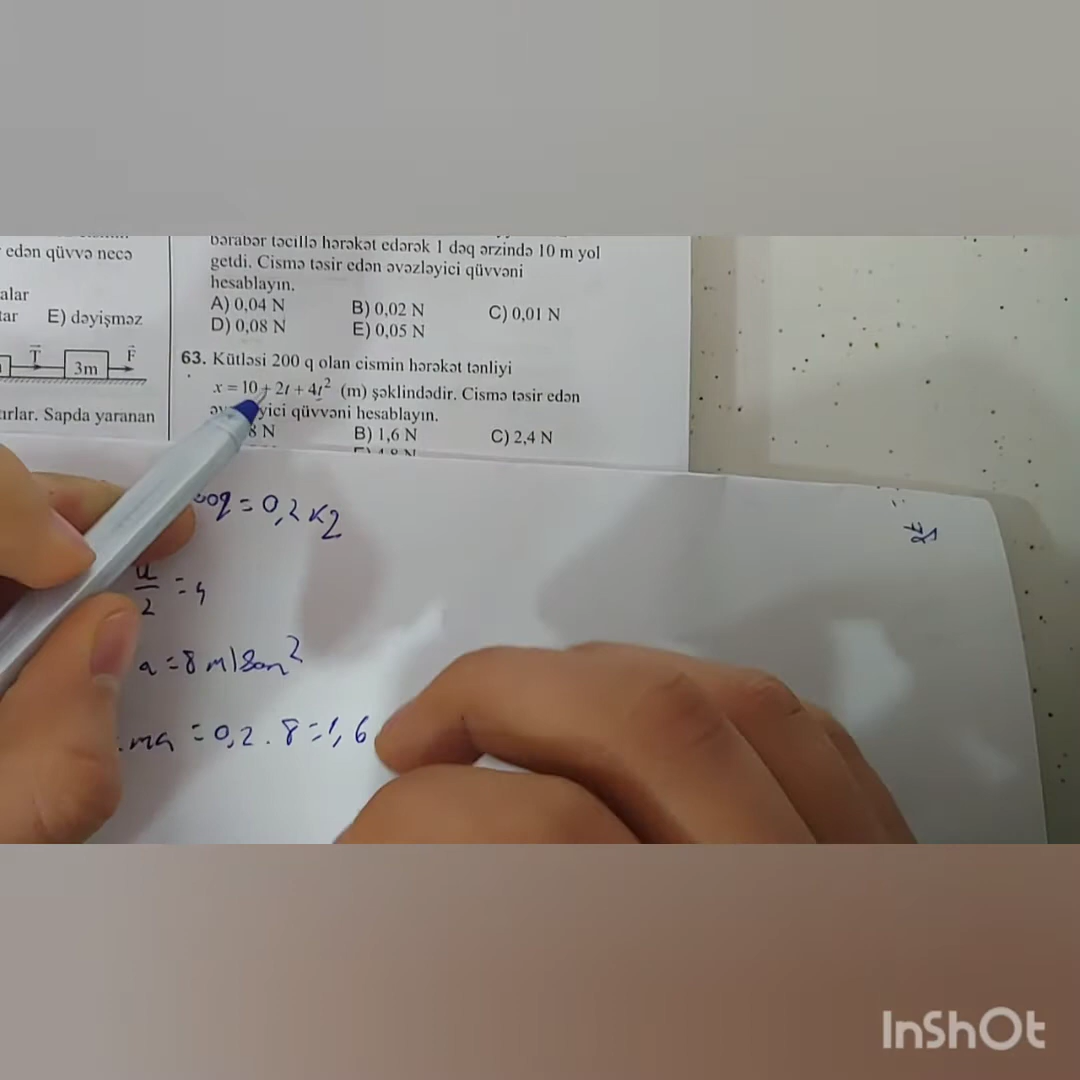 edən qüvvə necə
alar
tar E) dəyişməz
T 3m F
ırlar. Sapda yaranan
bərabər təcillə hərəkət edərək 1 dəq ərzində 10 m yol
getdi. Cismə təsir edən əvəzləyici qüvvəni
hesablayın.
A) 0,04 N B) 0,02 N C) 0,01 N
D) 0,08 N E) 0,05 N
63. Kütləsi 200 q olan cismin hərəkət tənliyi
x = 10 + 2t + 4t² (m) şəklindədir. Cismə təsir edən
yici qüvvəni hesablayın.
8 N B) 1,6 N C) 2,4 N
00q = 0,2 kq
a/2 = 4
a = 8 m/san²
ma = 0,2 . 8 = 1,6
InShOt